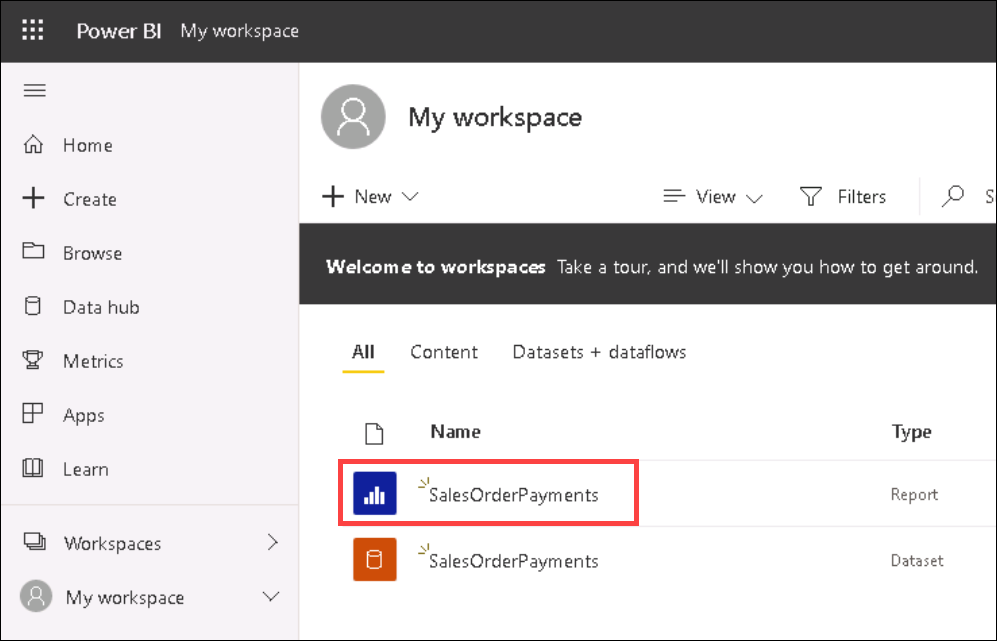 Power BI My workspace
Home
Create
Browse
Data hub
Metrics
Apps
Learn
Workspaces
My workspace
My workspace
New
View
Filters
S
Welcome to workspaces Take a tour, and we'll show you how to get around.
All Content Datasets + dataflows
Name Type
SalesOrderPayments Report
SalesOrderPayments Dataset